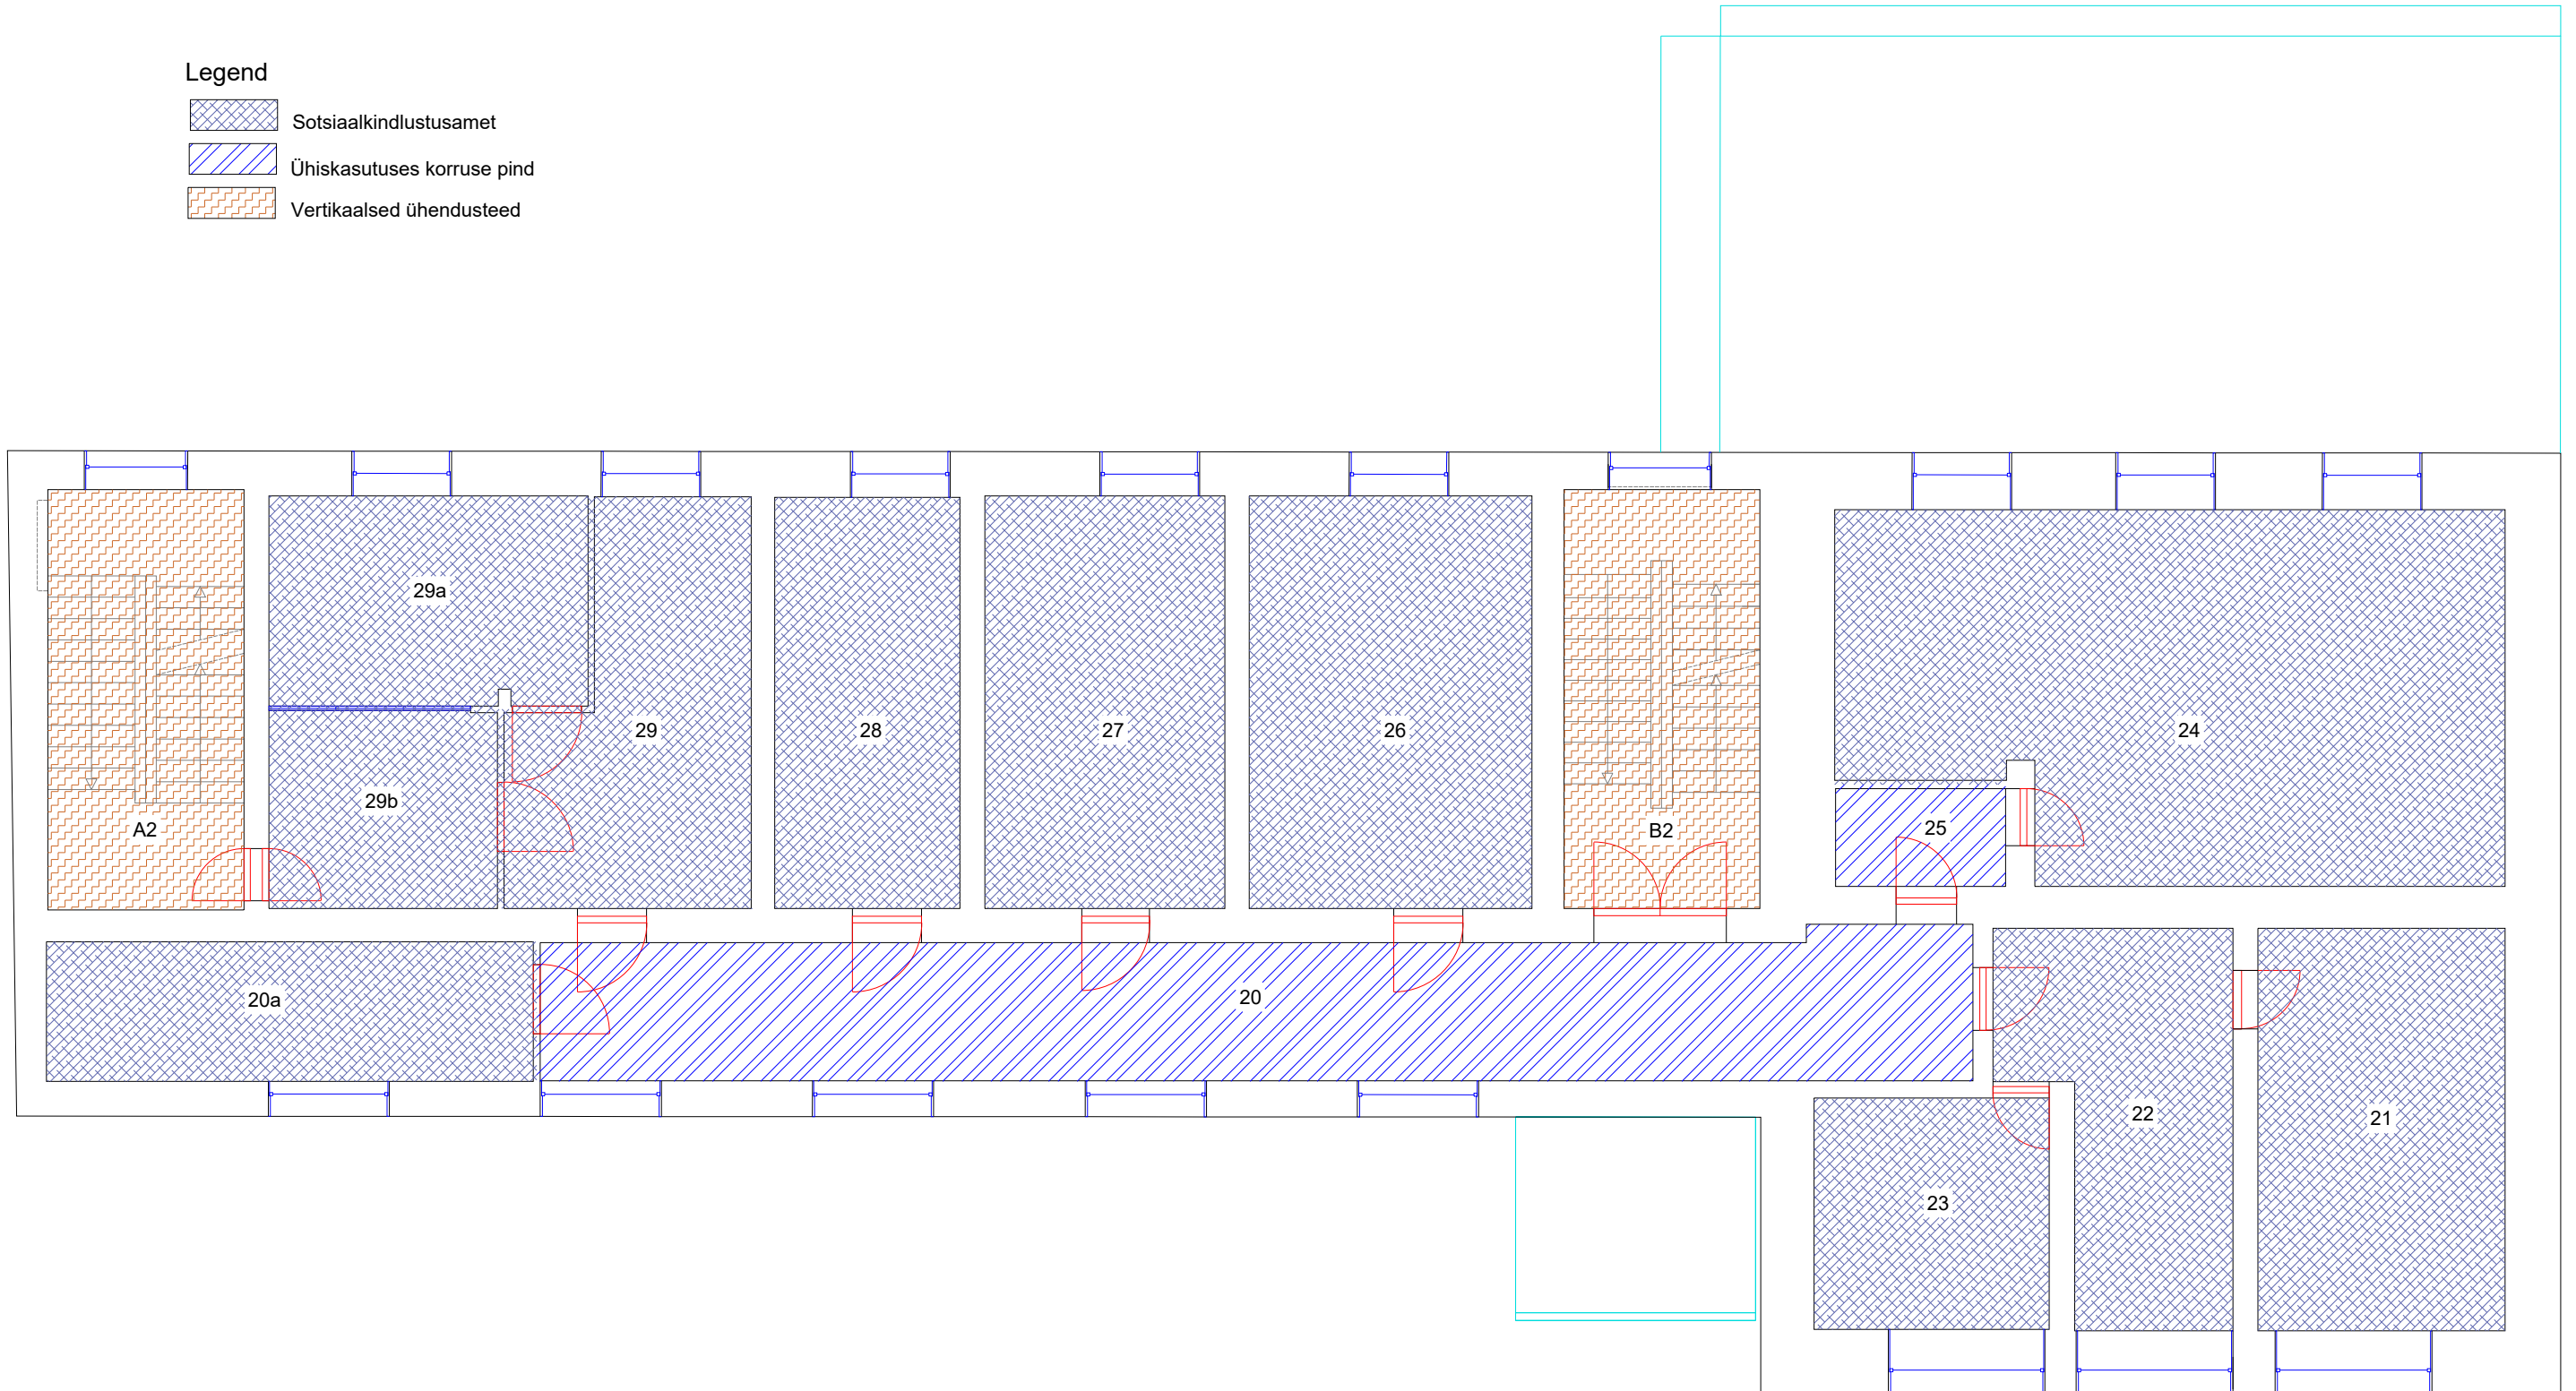 Legend
Sotsiaalkindlustusamet
Ühiskasutuses korruse pind
Vertikaalsed ühendusteed
29a
29
28
27
26
24
29b
A2
B2
25
20a
20
22
21
23